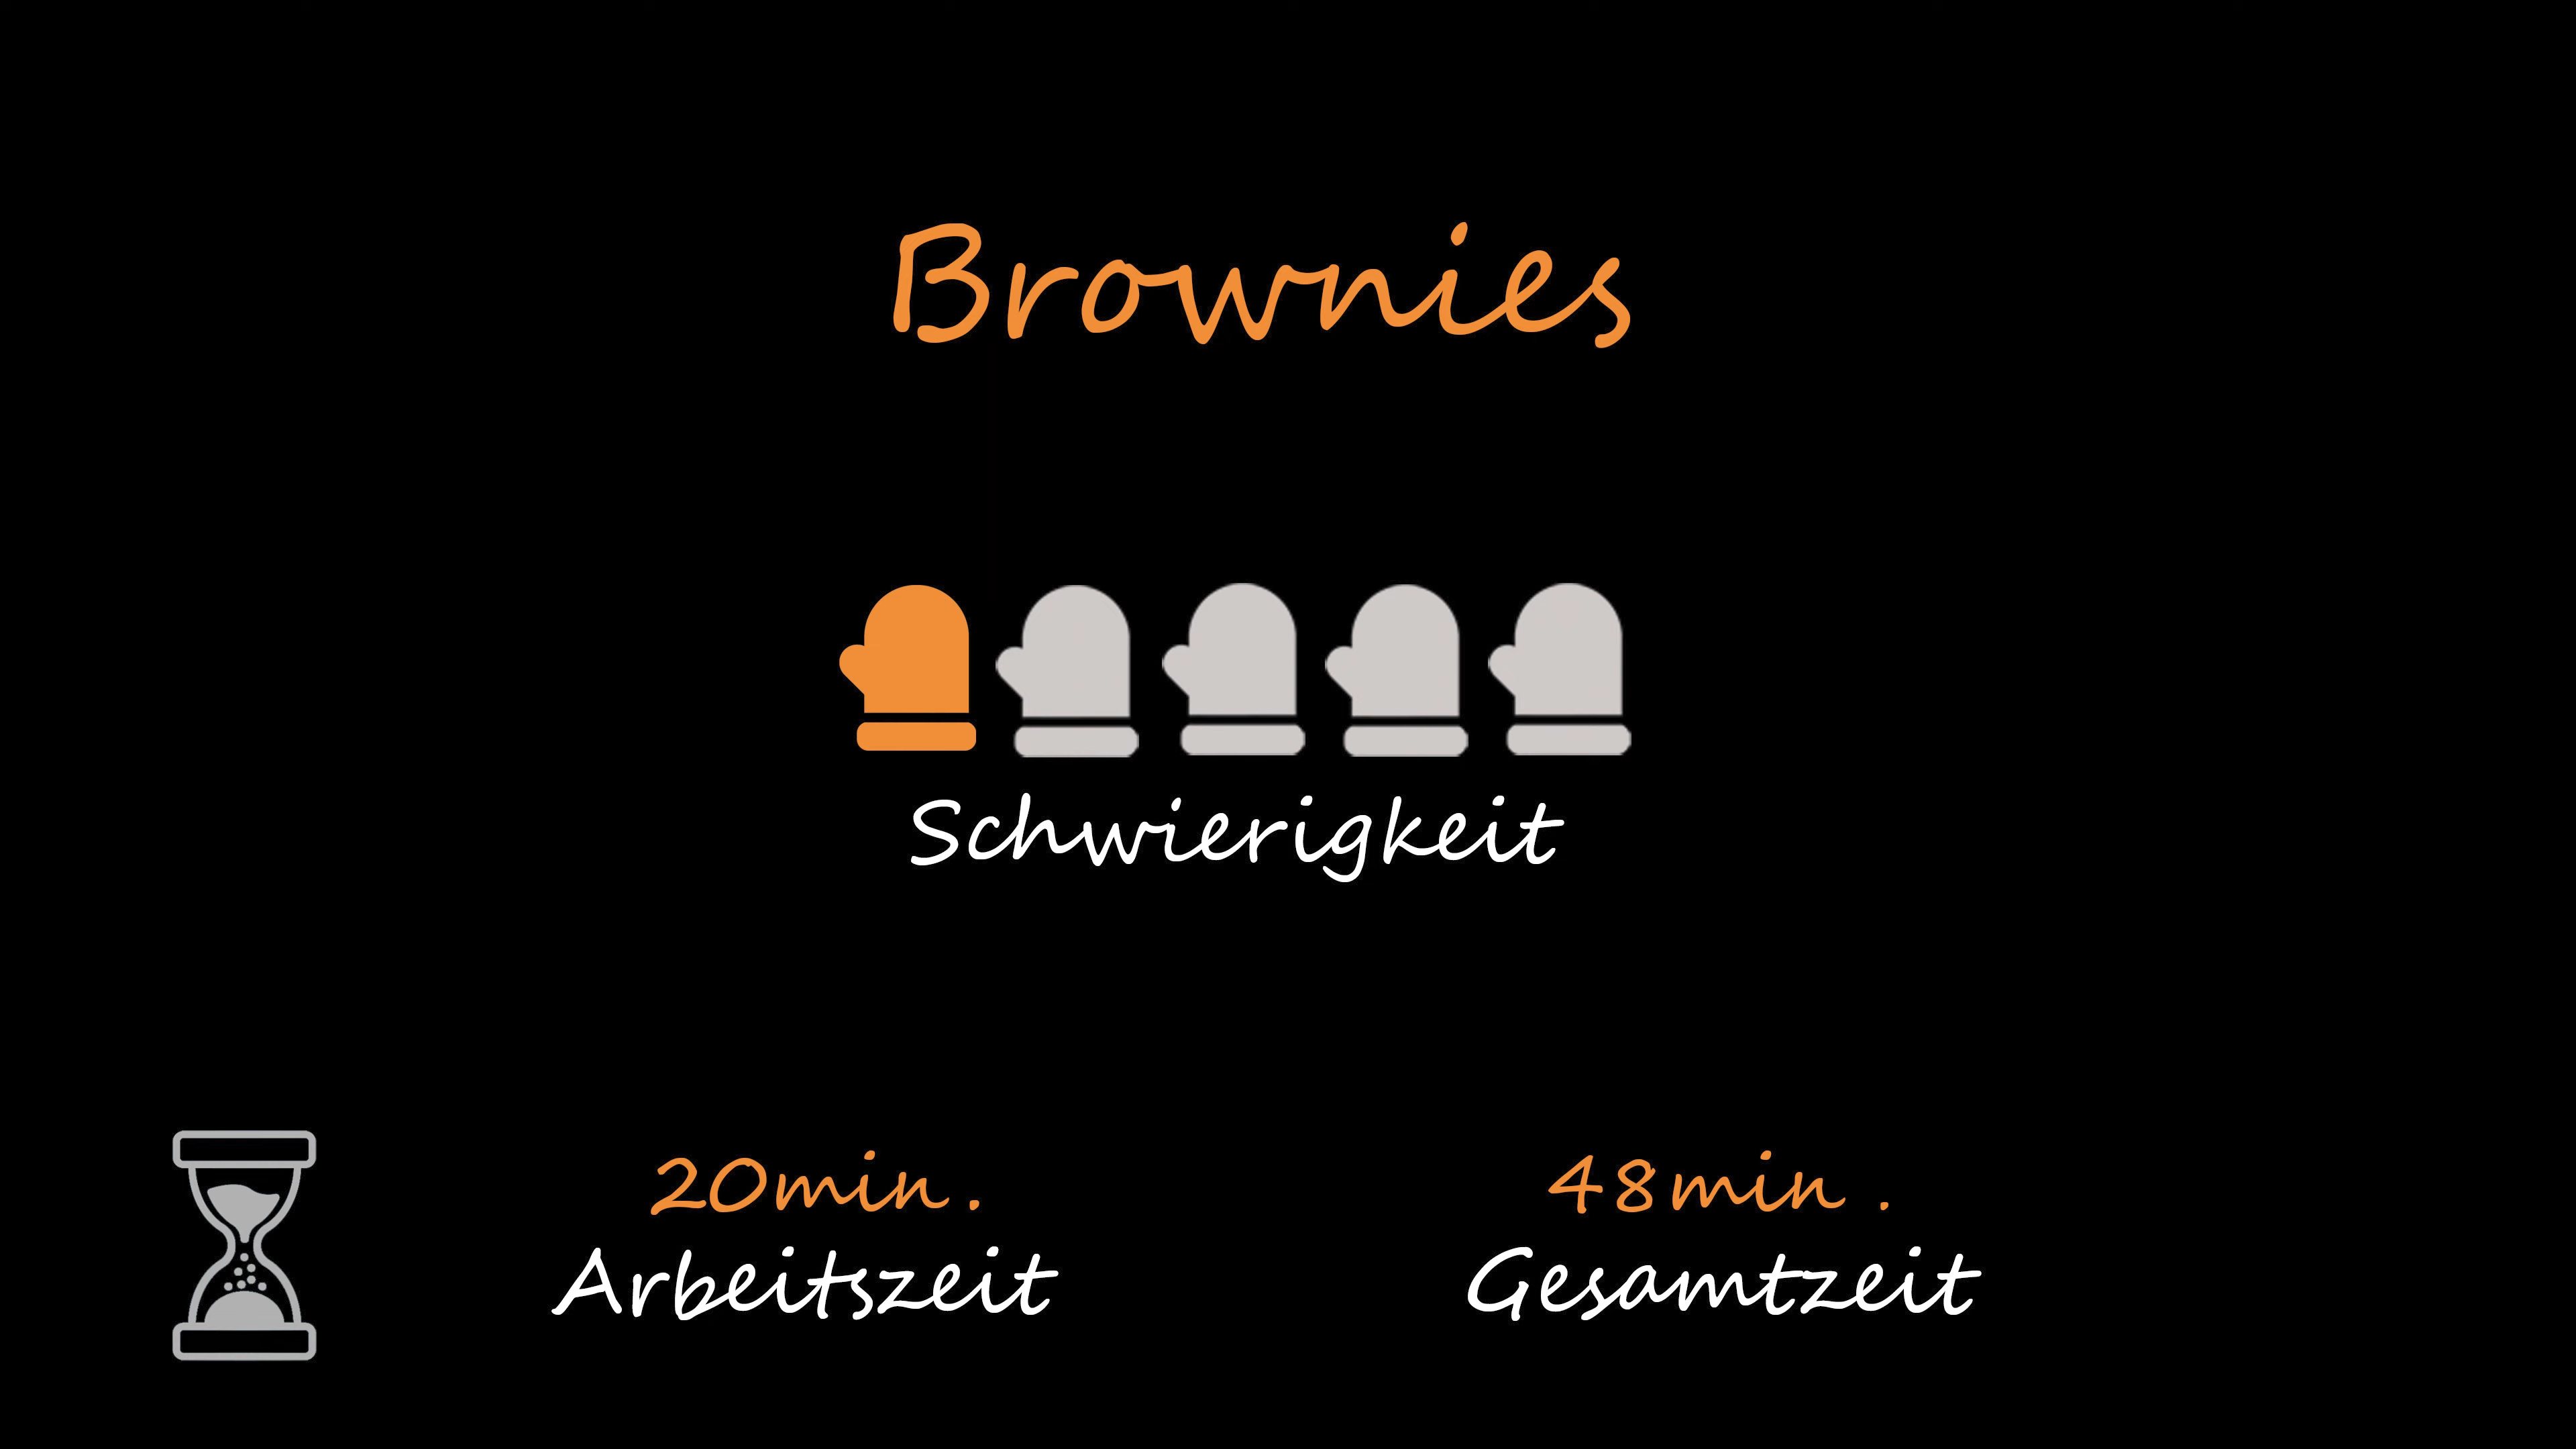 Brownies
Schwierigkeit
20min.
Arbeitszeit
48min .
Gesamtzeit